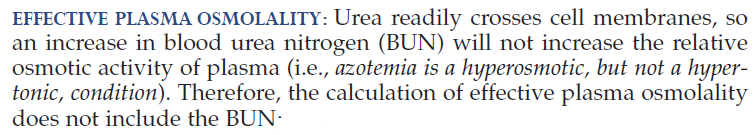 EFFECTIVE PLASMA OSMOLALITY: Urea readily crosses cell membranes, so
an increase in blood urea nitrogen (BUN) will not increase the relative
osmotic activity of plasma (i.e., azotemia is a hyperosmotic, but not a hyper-
tonic, condition). Therefore, the calculation of effective plasma osmolality
does not include the BUN.